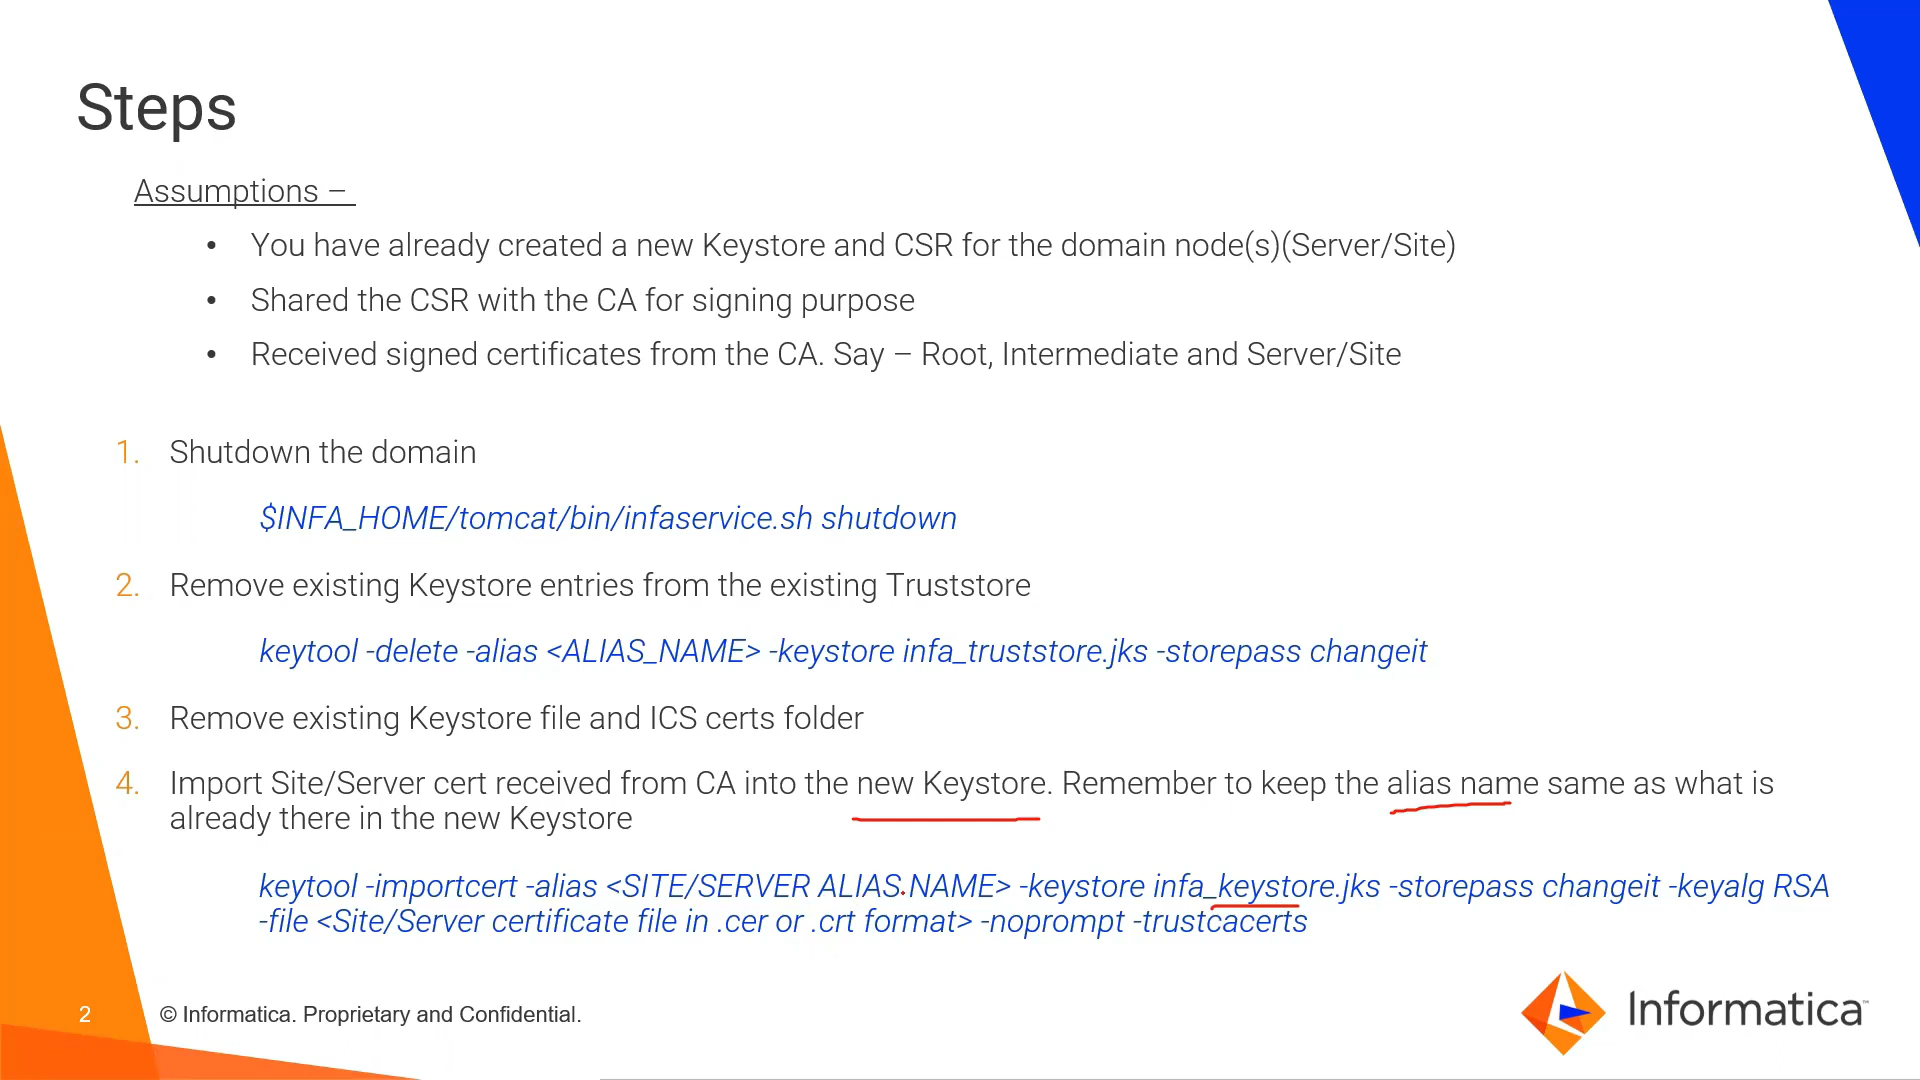 Steps
Assumptions –
• You have already created a new Keystore and CSR for the domain node(s)(Server/Site)
• Shared the CSR with the CA for signing purpose
• Received signed certificates from the CA. Say – Root, Intermediate and Server/Site
1. Shutdown the domain
$INFA_HOME/tomcat/bin/infaservice.sh shutdown
2. Remove existing Keystore entries from the existing Truststore
keytool -delete -alias <ALIAS_NAME> -keystore infa_truststore.jks -storepass changeit
3. Remove existing Keystore file and ICS certs folder
4. Import Site/Server cert received from CA into the new Keystore. Remember to keep the alias name same as what is
already there in the new Keystore
keytool -importcert -alias <SITE/SERVER ALIAS NAME> -keystore infa_keystore.jks -storepass changeit -keyalg RSA
-file <Site/Server certificate file in .cer or .crt format> -noprompt -trustcacerts
2 © Informatica. Proprietary and Confidential.
Informatica™